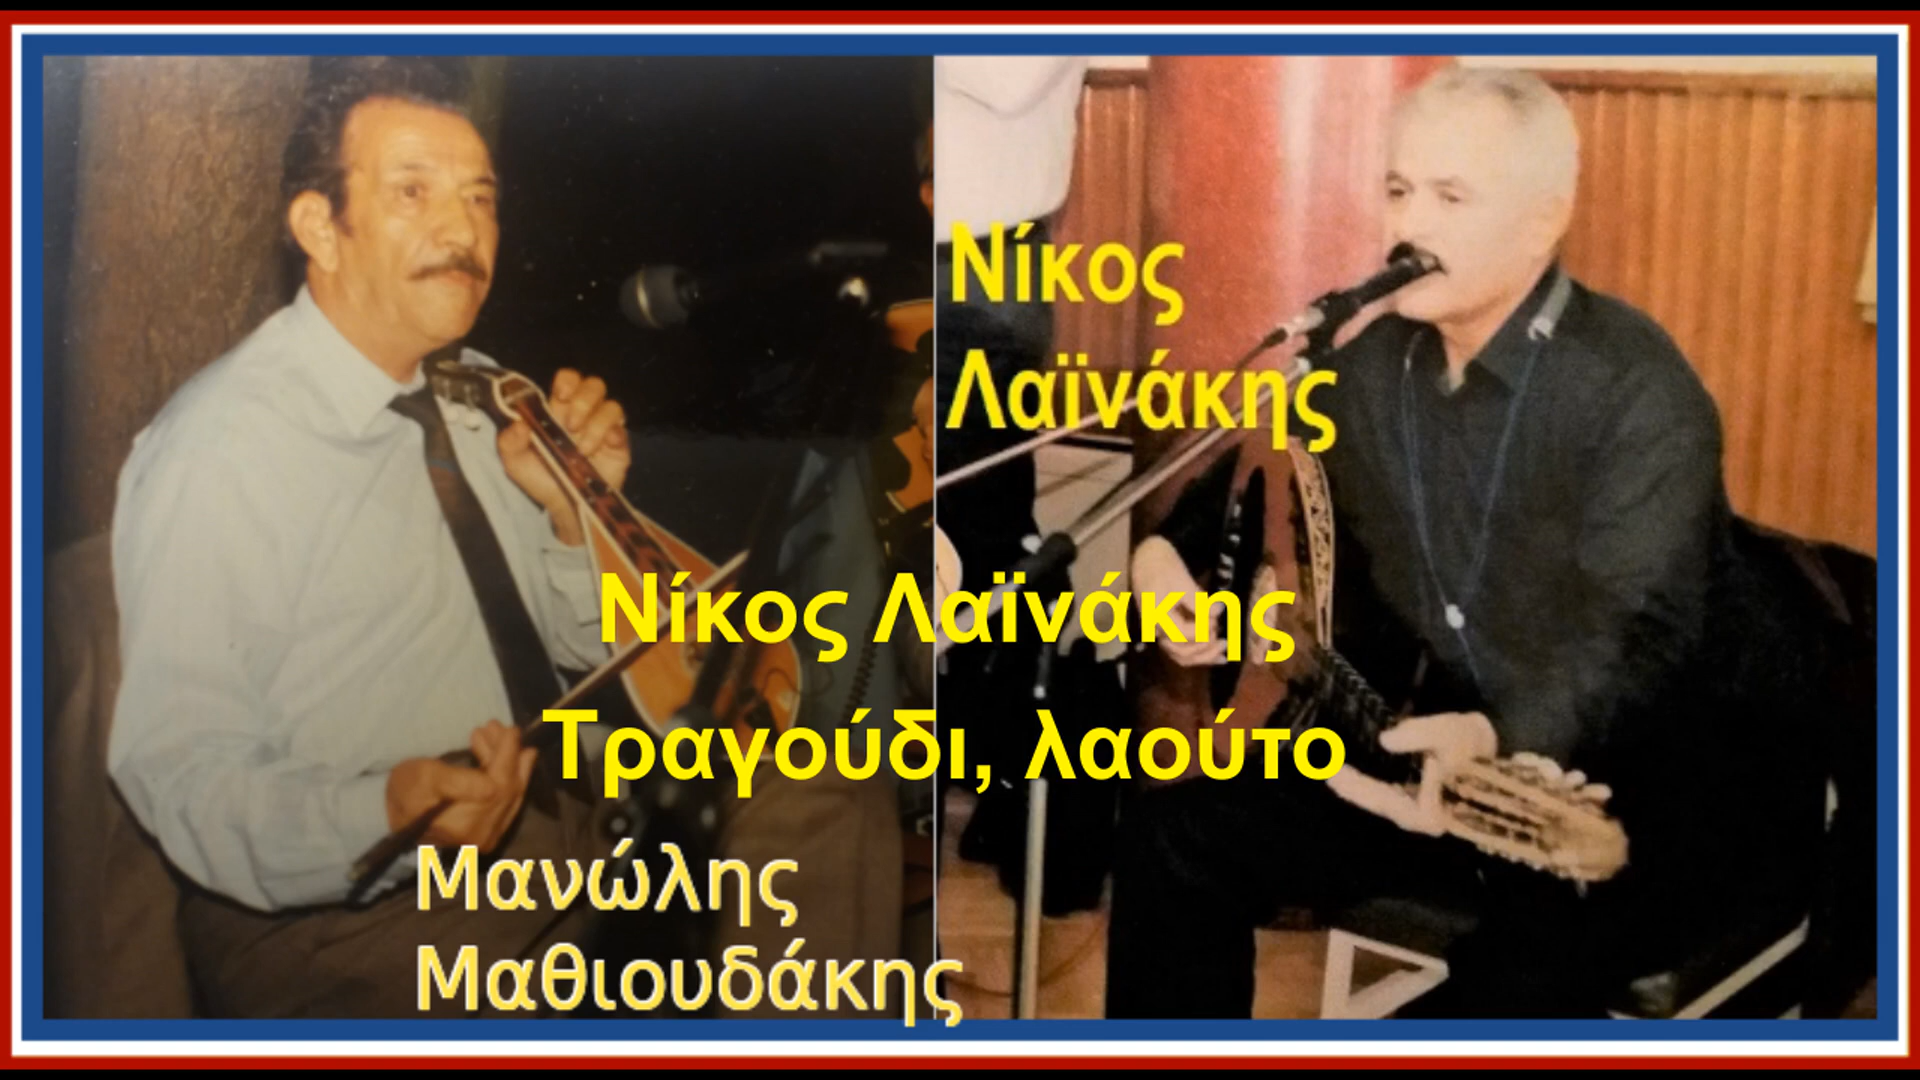 Νίκος
Λαϊνάκης
Νίκος Λαϊνάκης
Τραγούδι, λαούτο
Μανώλης
Μαθιουδάκης